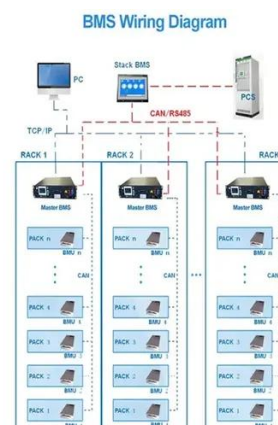 BMS Wiring Diagram
Stack BMS
PC
PCS
CAN/RS485
TCP/IP
RACK 1
RACK 2
RACK
Master BMS
Master BMS
Master BMS
PACK n
PACK n
PACK n
BMU n
BMU n
BMU n
CAN
CAN
CAN
PACK 4
PACK 4
PACK 4
BMU 4
BMU 4
BMU 4
PACK 3
PACK 3
PACK 3
BMU 3
BMU 3
BMU 3
PACK 2
PACK 2
PACK 2
BMU 2
BMU 2
BMU 2
PACK 1
PACK 1
PACK 1